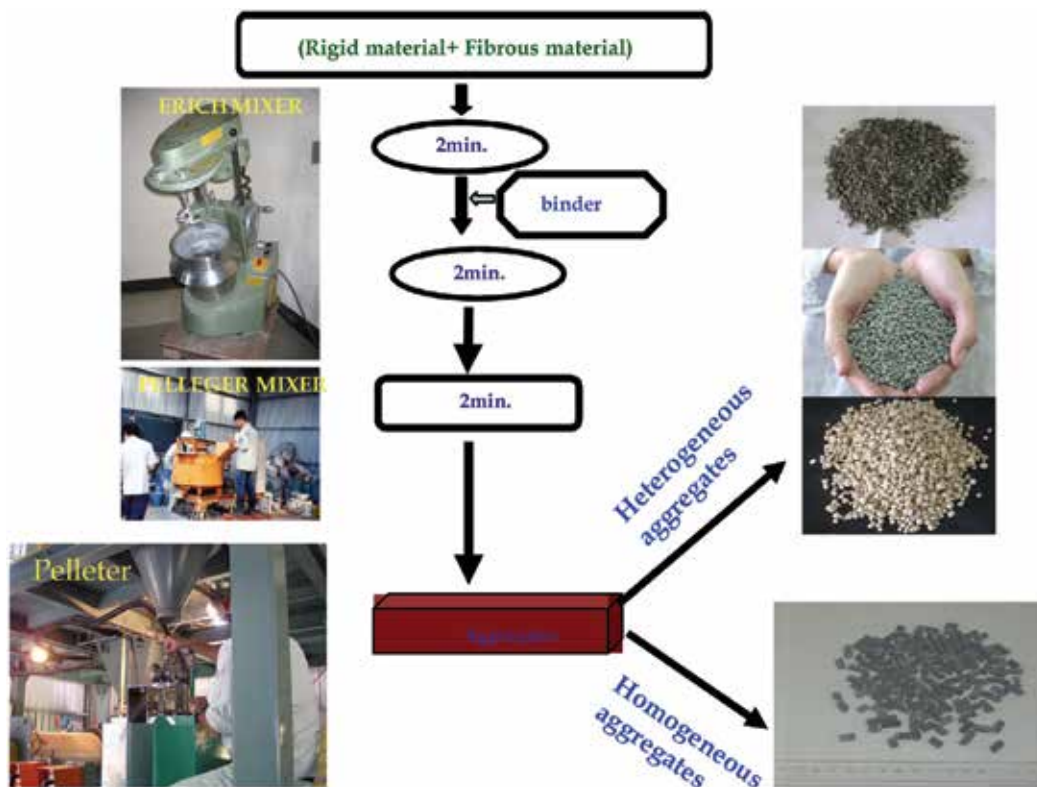 (Rigid material+ Fibrous material)
ERICH MIXER
2min.
binder
2min.
PELLEGER MIXER
2min.
Heterogeneous
aggregates
Pelleter
Homogeneous
aggregates